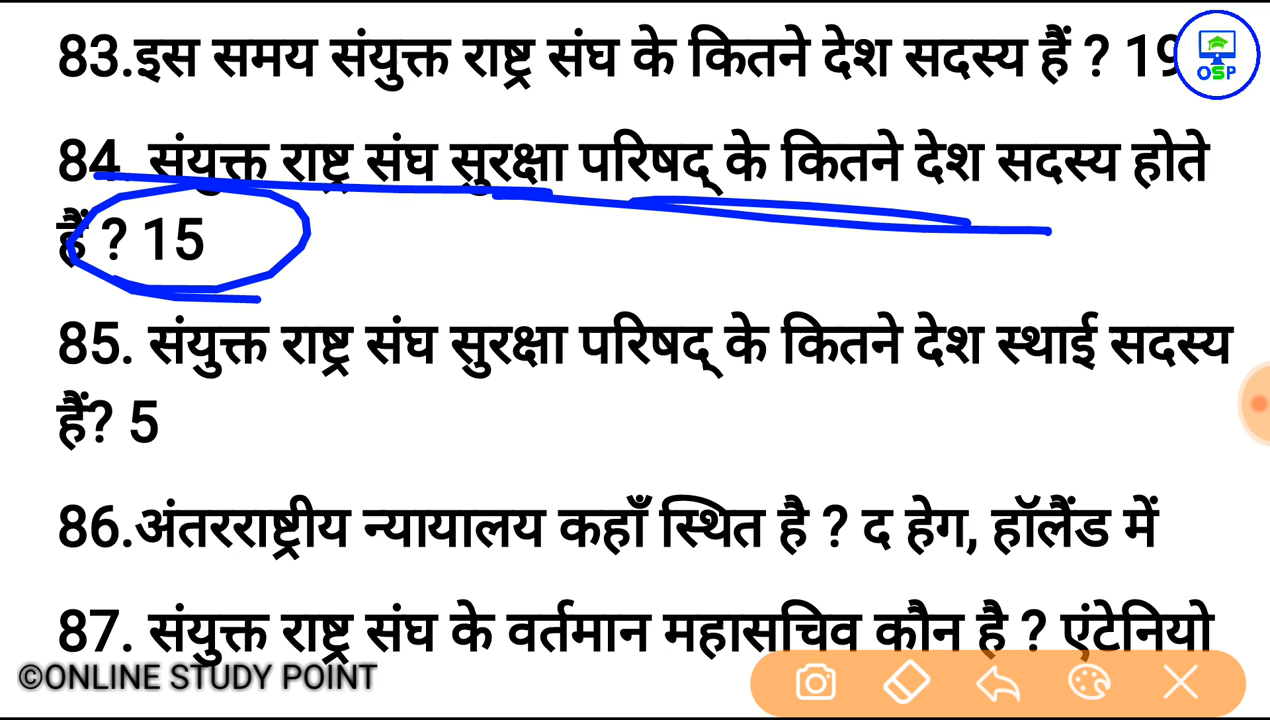 83.इस समय संयुक्त राष्ट्र संघ के कितने देश सदस्य हैं ?
OSP
84. संयुक्त राष्ट्र संघ सुरक्षा परिषद् के कितने देश सदस्य होते
हैं ? 15
85. संयुक्त राष्ट्र संघ सुरक्षा परिषद् के कितने देश स्थाई सदस्य
हैं? 5
86.अंतरराष्ट्रीय न्यायालय कहाँ स्थित है ? द हेग, हॉलैंड में
87. संयुक्त राष्ट्र संघ के वर्तमान महासचिव कौन है ? एंटेनियो
©ONLINE STUDY POINT